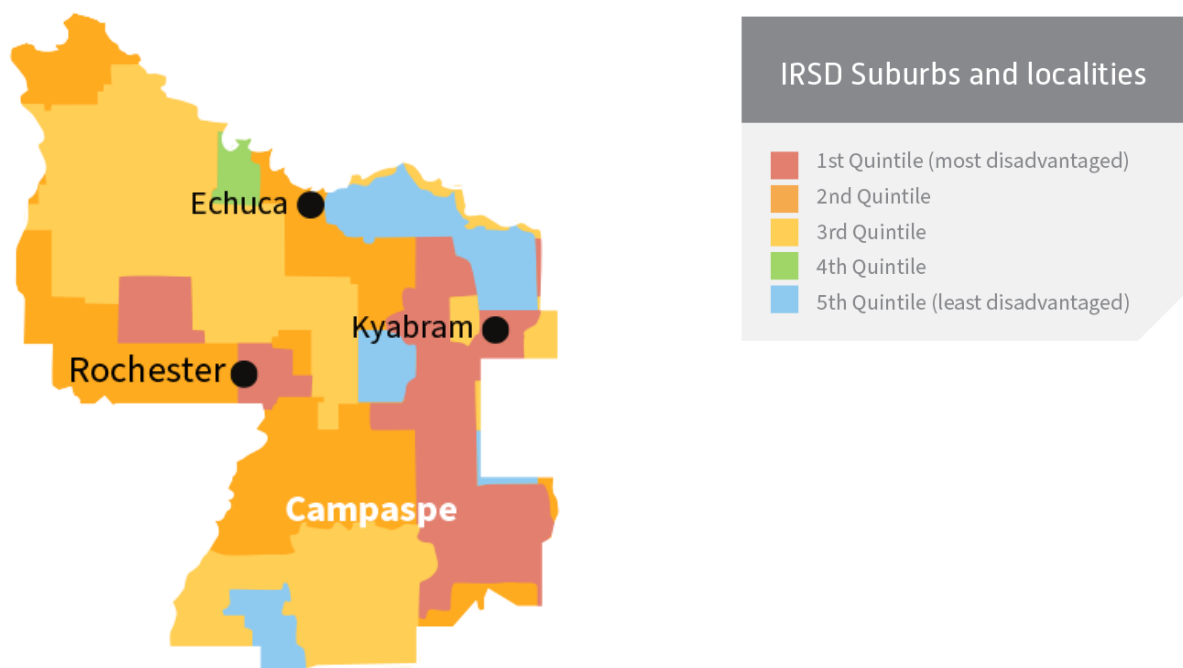 IRSD Suburbs and localities
1st Quintile (most disadvantaged)
2nd Quintile
3rd Quintile
4th Quintile
5th Quintile (least disadvantaged)
Echuca
Kyabram
Rochester
Campaspe